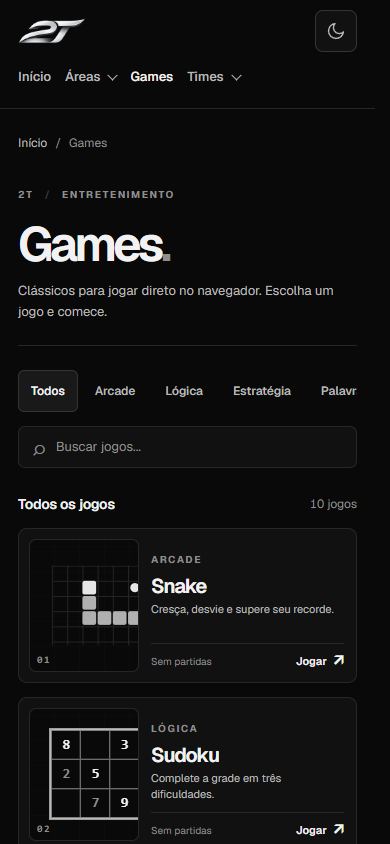 2T
Início Áreas Games Times
Início / Games
2T / ENTRETENIMENTO
Games.
Clássicos para jogar direto no navegador. Escolha um
jogo e comece.
Todos Arcade Lógica Estratégia Palavr
Buscar jogos...
Todos os jogos 10 jogos
ARCADE
Snake
Cresça, desvie e supere seu recorde.
01
Sem partidas Jogar
8 3
2 5
7 9
LÓGICA
Sudoku
Complete a grade em três
dificuldades.
02
Sem partidas Jogar